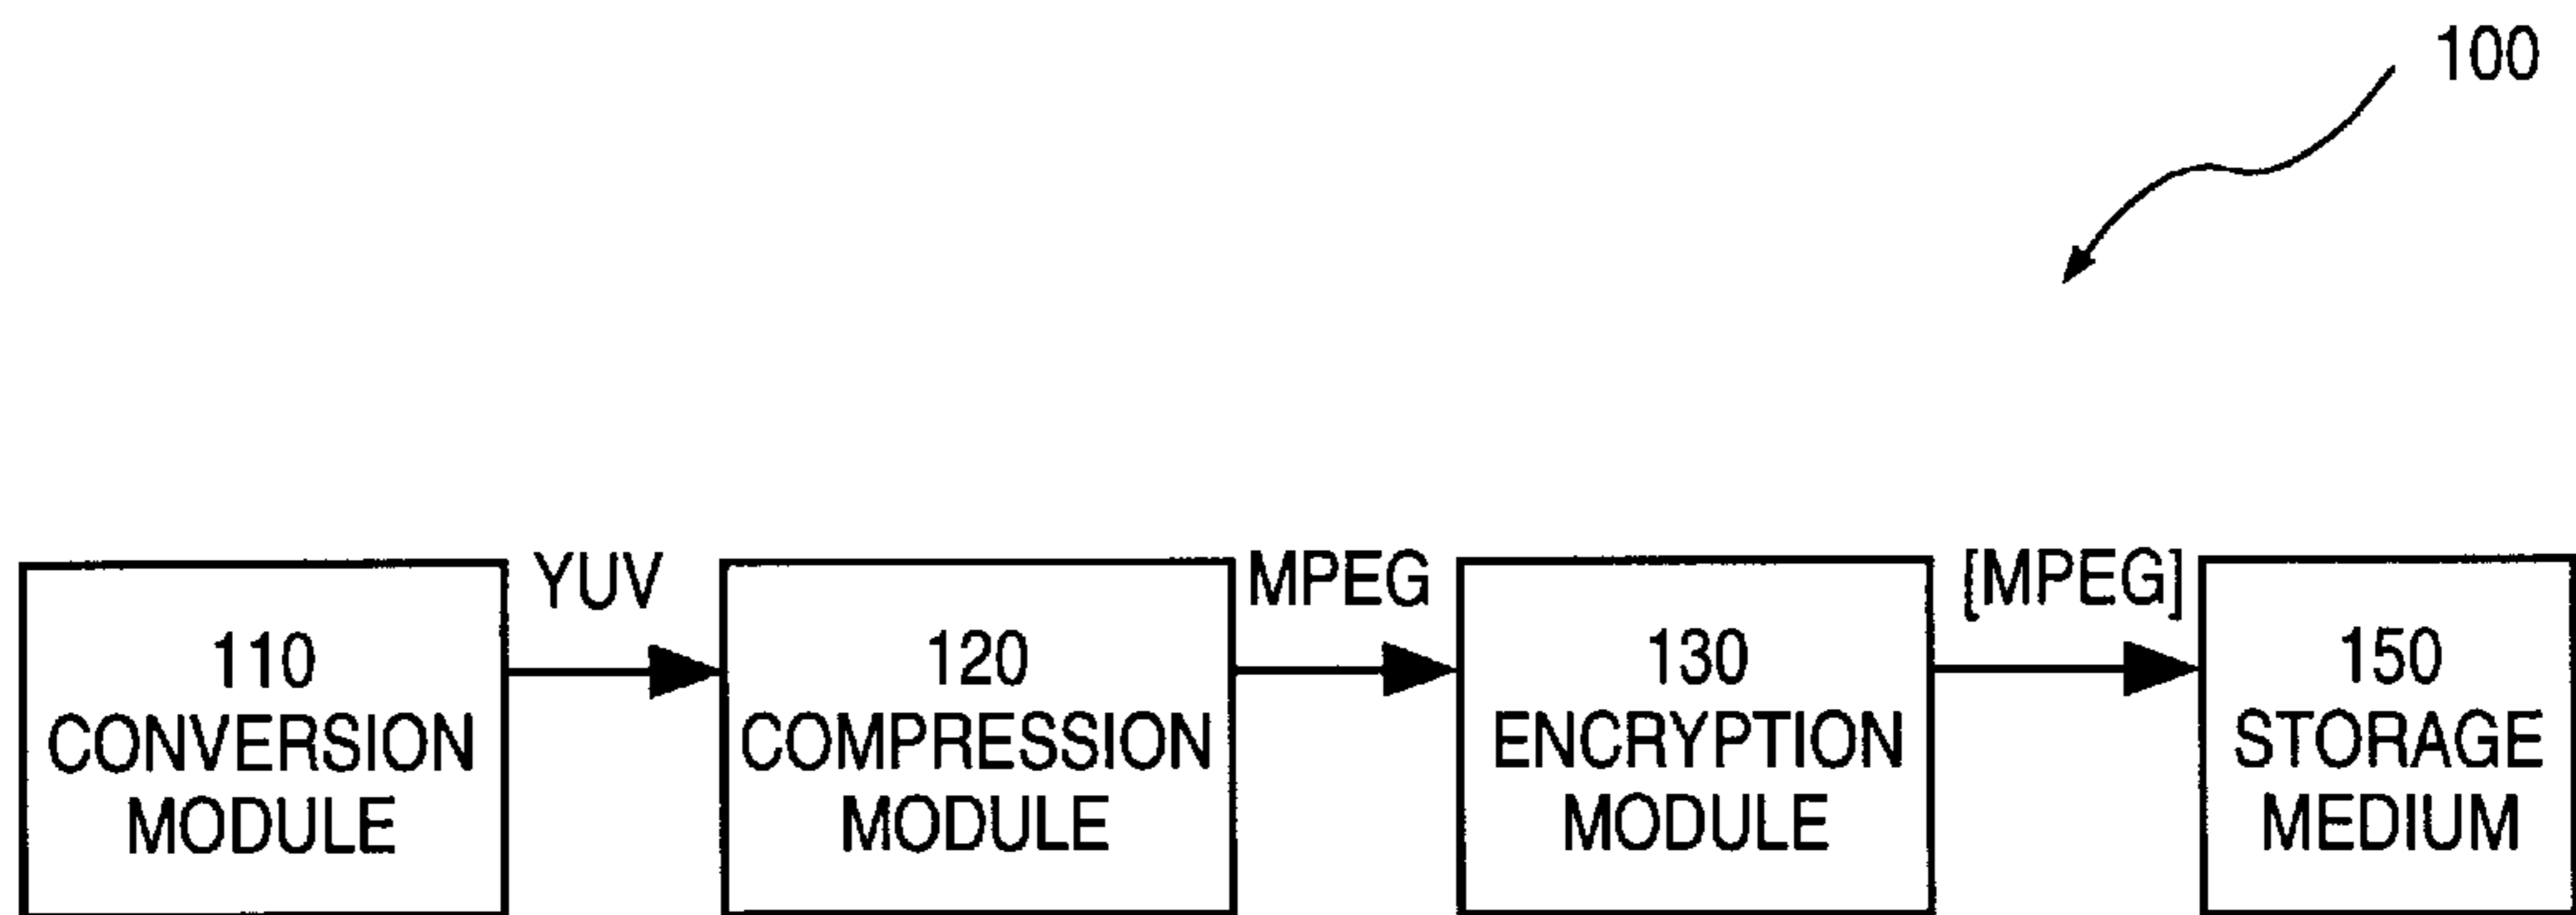 100
YUV
MPEG
[MPEG]
110
CONVERSION
MODULE
120
COMPRESSION
MODULE
130
ENCRYPTION
MODULE
150
STORAGE
MEDIUM